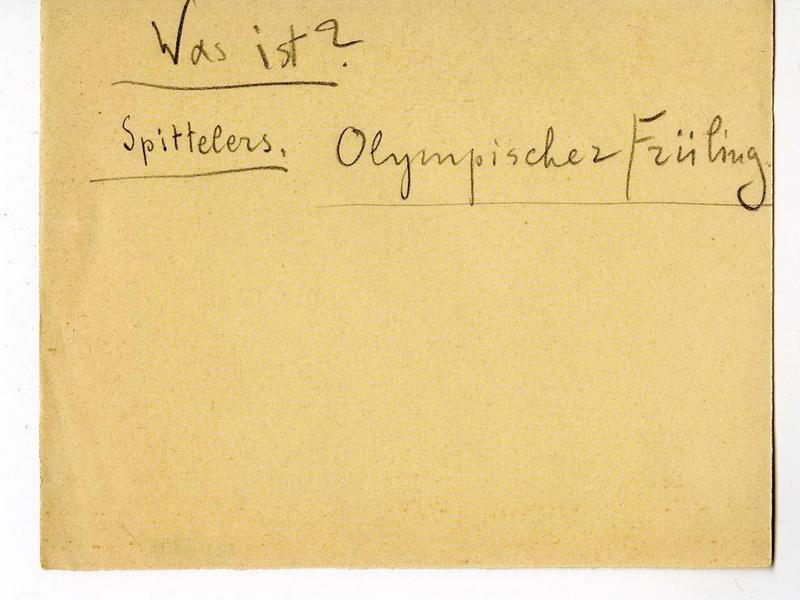 Was ist?
Spittelers. Olympischer Früling.